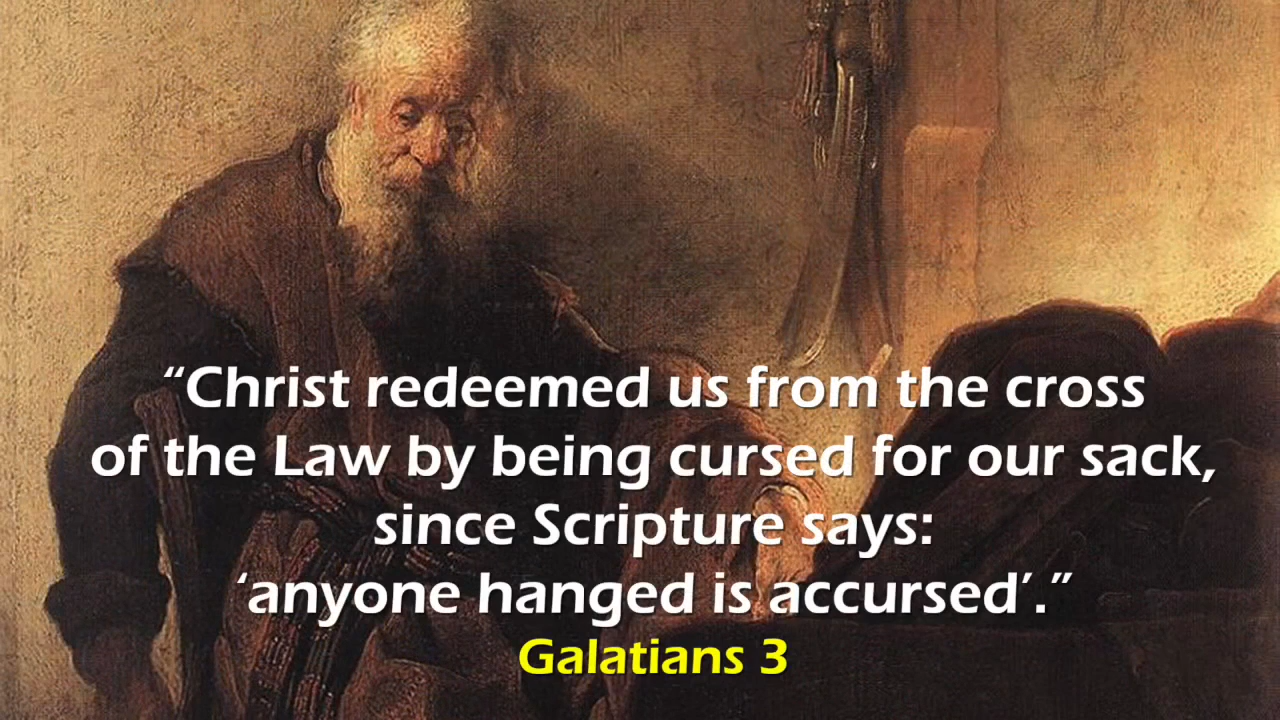 “Christ redeemed us from the cross
of the Law by being cursed for our sack,
since Scripture says:
‘anyone hanged is accursed’.”
Galatians 3